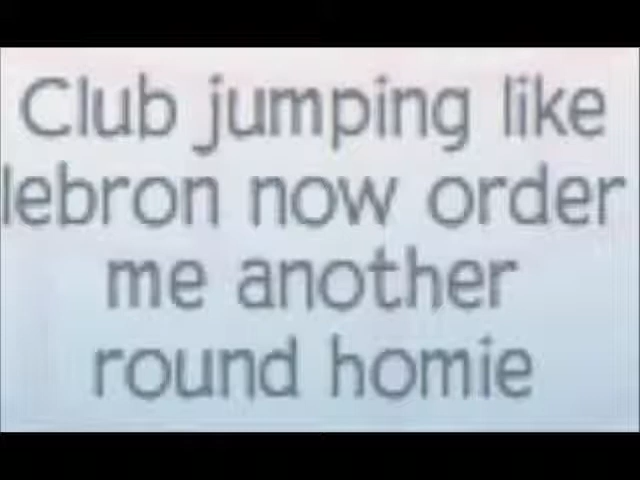 Club jumping like
lebron now order
me another
round homie